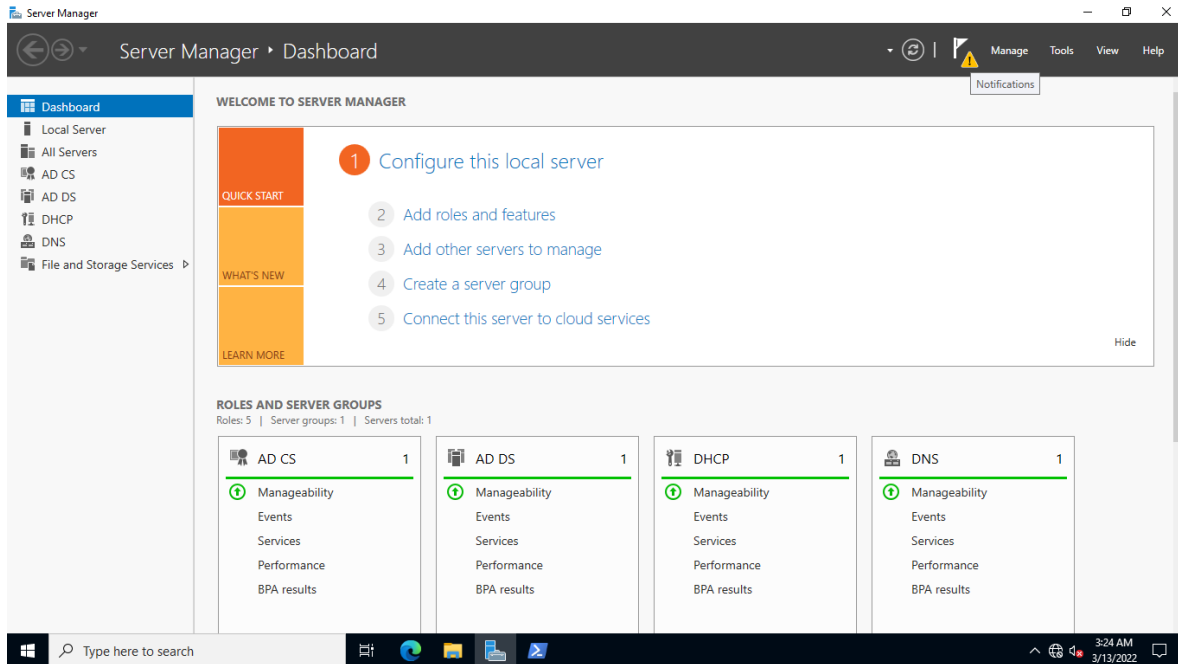 Server Manager
Server Manager • Dashboard
Manage Tools View Help
Notifications
Dashboard
Local Server
All Servers
AD CS
AD DS
DHCP
DNS
File and Storage Services
WELCOME TO SERVER MANAGER
QUICK START
WHAT'S NEW
LEARN MORE
1 Configure this local server
2 Add roles and features
3 Add other servers to manage
4 Create a server group
5 Connect this server to cloud services
Hide
ROLES AND SERVER GROUPS
Roles: 5 | Server groups: 1 | Servers total: 1
AD CS 1
Manageability
Events
Services
Performance
BPA results
AD DS 1
Manageability
Events
Services
Performance
BPA results
DHCP 1
Manageability
Events
Services
Performance
BPA results
DNS 1
Manageability
Events
Services
Performance
BPA results
Type here to search
3:24 AM
3/13/2022